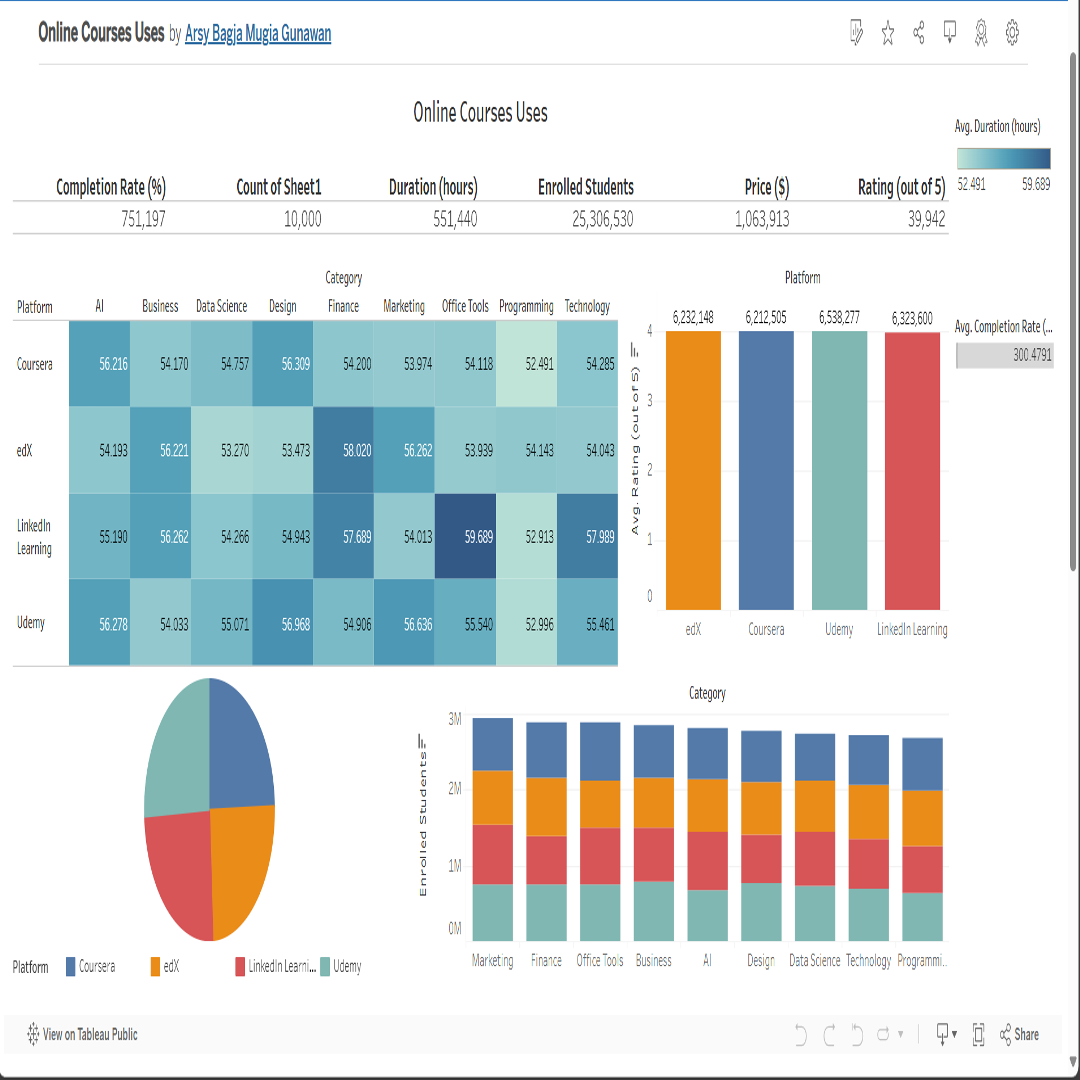 Online Courses Uses by Arsy Bagja Mugia Gunawan
Online Courses Uses
Avg. Duration (hours)
52.491 59.689
Completion Rate (%) Count of Sheet1 Duration (hours) Enrolled Students Price ($) Rating (out of 5)
751,197 10,000 551,440 25,306,530 1,063,913 39,942
Category
Platform AI Business Data Science Design Finance Marketing Office Tools Programming Technology
Coursera 56.216 54.170 54.757 56.309 54.200 53.974 54.118 52.491 54.285
edX 54.193 56.221 53.270 53.473 58.020 56.262 53.939 54.143 54.043
LinkedIn
Learning 55.190 56.262 54.266 54.943 57.689 54.013 59.689 52.913 57.989
Udemy 56.278 54.033 55.071 56.968 54.906 56.636 55.540 52.996 55.461
Platform
6,232,148 6,212,505 6,538,277 6,323,600
Avg. Rating (out of 5)
4
3
2
1
0
edX Coursera Udemy LinkedIn Learning
Avg. Completion Rate (...
300.4791
Platform Coursera edX LinkedIn Learni... Udemy
Category
Enrolled Students
3M
2M
1M
0M
Marketing Finance Office Tools Business AI Design Data Science Technology Programmi..
View on Tableau Public
Share